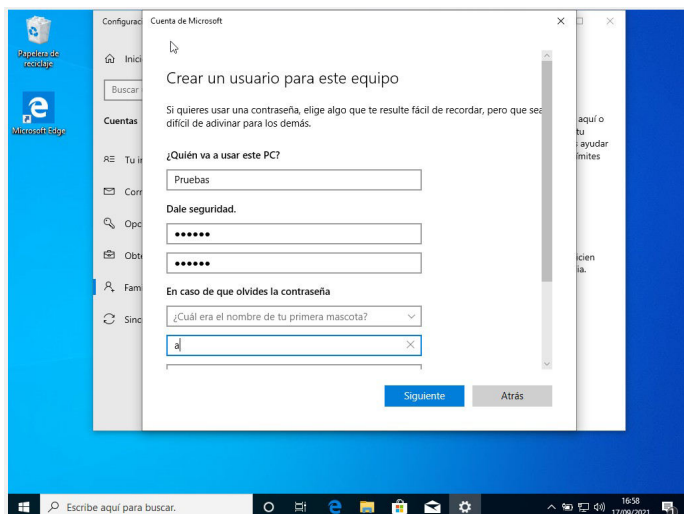 Papelera de
reciclaje
Microsoft Edge
Configurac
Inici
Buscar
Cuentas
Tu ir
Corr
Opc
Obte
Fam
Sinc
Cuenta de Microsoft
Crear un usuario para este equipo
Si quieres usar una contraseña, elige algo que te resulte fácil de recordar, pero que sea
difícil de adivinar para los demás.
¿Quién va a usar este PC?
Pruebas
Dale seguridad.
En caso de que olvides la contraseña
¿Cuál era el nombre de tu primera mascota?
a
Siguiente
Atrás
aquí o
tu
ayudar
ímites
icien
ia.
Escribe aquí para buscar.
16:58
17/09/2021